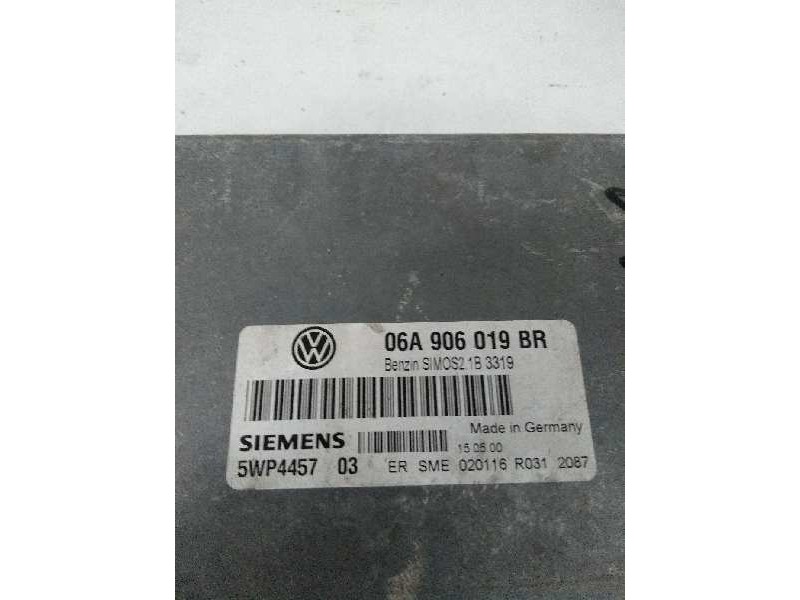 06A 906 019 BR
Benzin SIMOS2.1B 3319
Made in Germany
SIEMENS 15.05.00
5WP4457 03 ER SME 020116 R031 2087